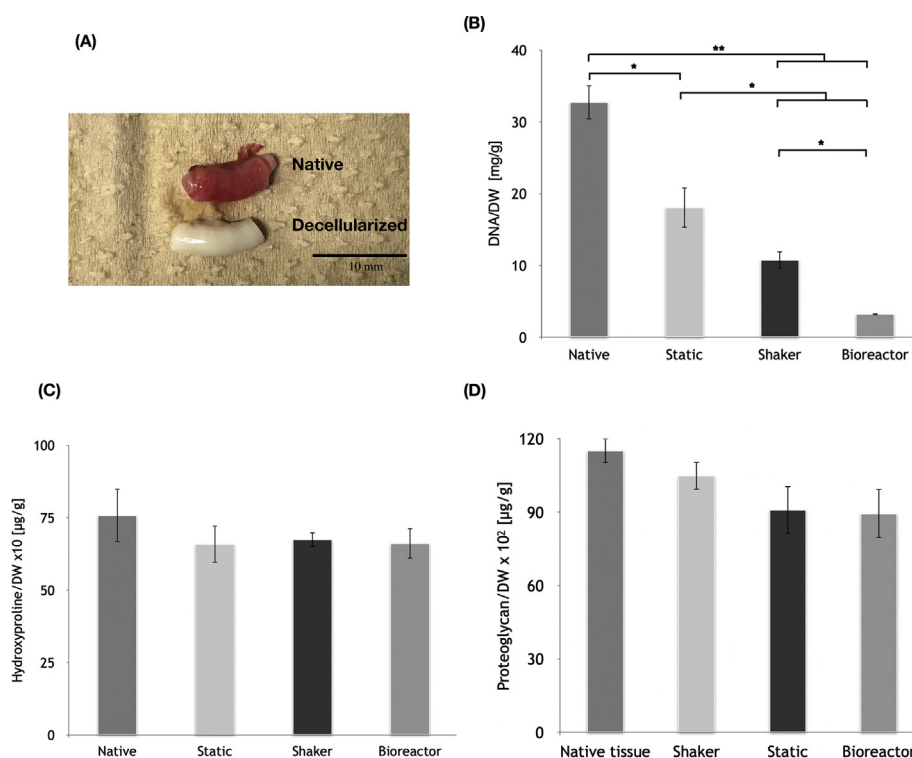 (A)
Native
Decellularized
10 mm
(B)
DNA/DW [mg/g]
40
30
20
10
0
**
*
*
*
Native Static Shaker Bioreactor
(C)
Hydroxyproline/DW x10 [µg/g]
100
75
50
25
0
Native Static Shaker Bioreactor
(D)
Proteoglycan/DW x 10² [µg/g]
120
90
60
30
0
Native tissue Shaker Static Bioreactor